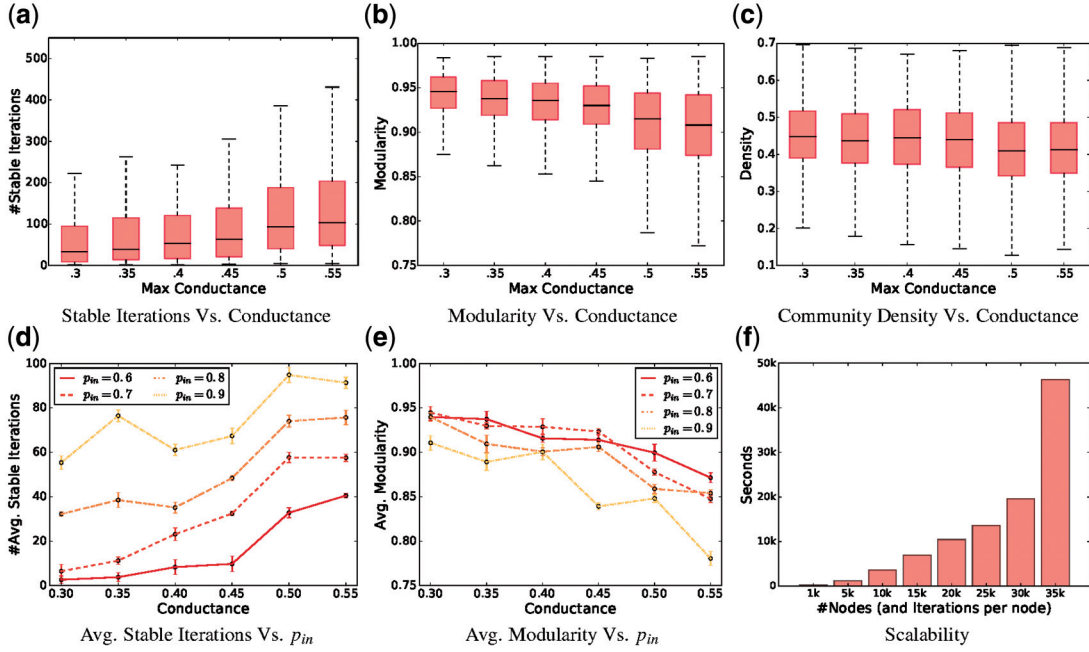 (a)
500
400
300
200
100
0
#Stable Iterations
.3 .35 .4 .45 .5 .55
Max Conductance
Stable Iterations Vs. Conductance
(b)
1.00
0.95
0.90
0.85
0.80
0.75
Modularity
.3 .35 .4 .45 .5 .55
Max Conductance
Modularity Vs. Conductance
(c)
0.7
0.6
0.5
0.4
0.3
0.2
0.1
Density
.3 .35 .4 .45 .5 .55
Max Conductance
Community Density Vs. Conductance
(d)
100
80
60
40
20
0
#Avg. Stable Iterations
p_in = 0.6
p_in = 0.7
p_in = 0.8
p_in = 0.9
0.30 0.35 0.40 0.45 0.50 0.55
Conductance
Avg. Stable Iterations Vs. p_in
(e)
1.00
0.95
0.90
0.85
0.80
0.75
Avg. Modularity
p_in = 0.6
p_in = 0.7
p_in = 0.8
p_in = 0.9
0.30 0.35 0.40 0.45 0.50 0.55
Conductance
Avg. Modularity Vs. p_in
(f)
50k
40k
30k
20k
10k
0
Seconds
1k 5k 10k 15k 20k 25k 30k 35k
#Nodes (and Iterations per node)
Scalability